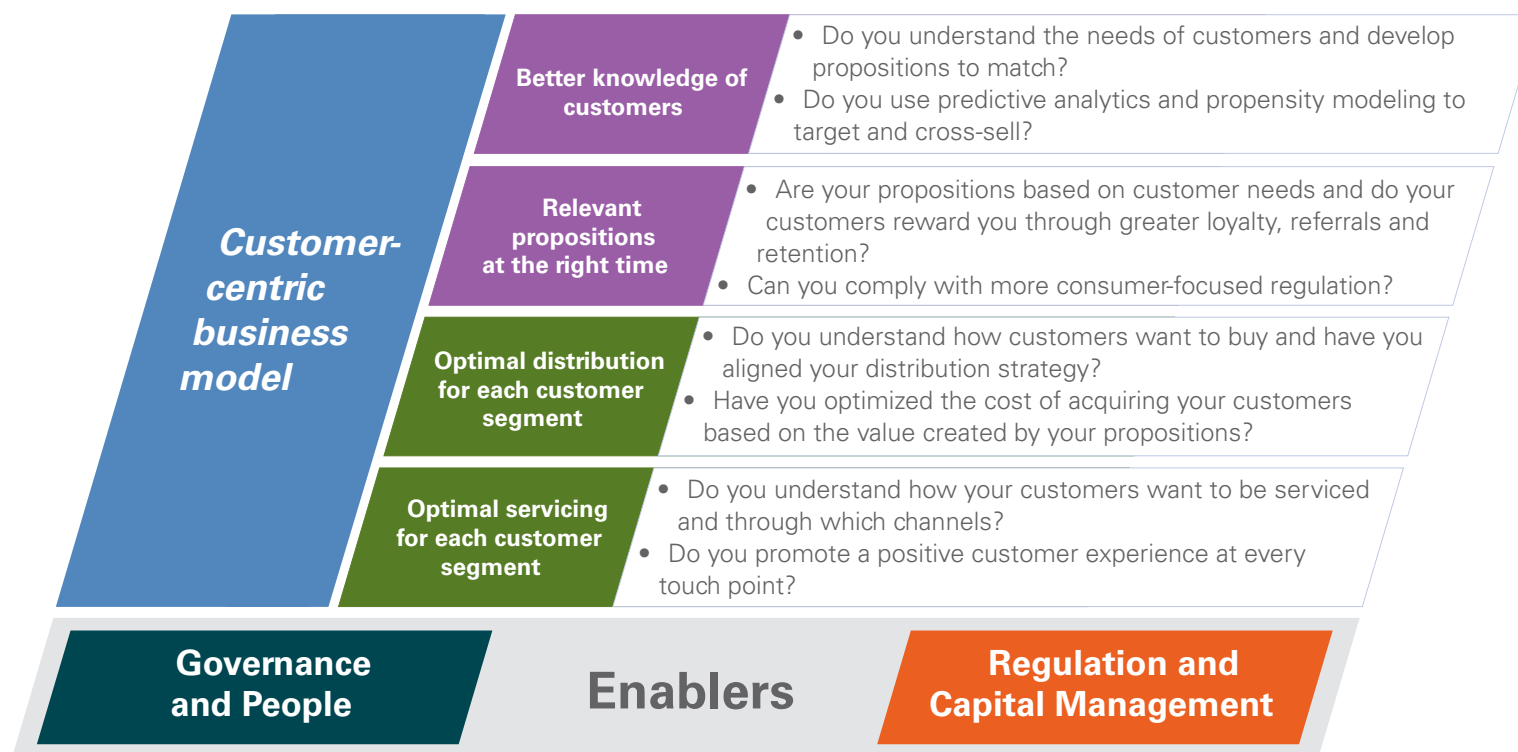 Customer-
centric
business
model
Better knowledge of
customers
• Do you understand the needs of customers and develop
propositions to match?
• Do you use predictive analytics and propensity modeling to
target and cross-sell?
Relevant
propositions
at the right time
• Are your propositions based on customer needs and do your
customers reward you through greater loyalty, referrals and
retention?
• Can you comply with more consumer-focused regulation?
Optimal distribution
for each customer
segment
• Do you understand how customers want to buy and have you
aligned your distribution strategy?
• Have you optimized the cost of acquiring your customers
based on the value created by your propositions?
Optimal servicing
for each customer
segment
• Do you understand how your customers want to be serviced
and through which channels?
• Do you promote a positive customer experience at every
touch point?
Governance
and People
Enablers
Regulation and
Capital Management